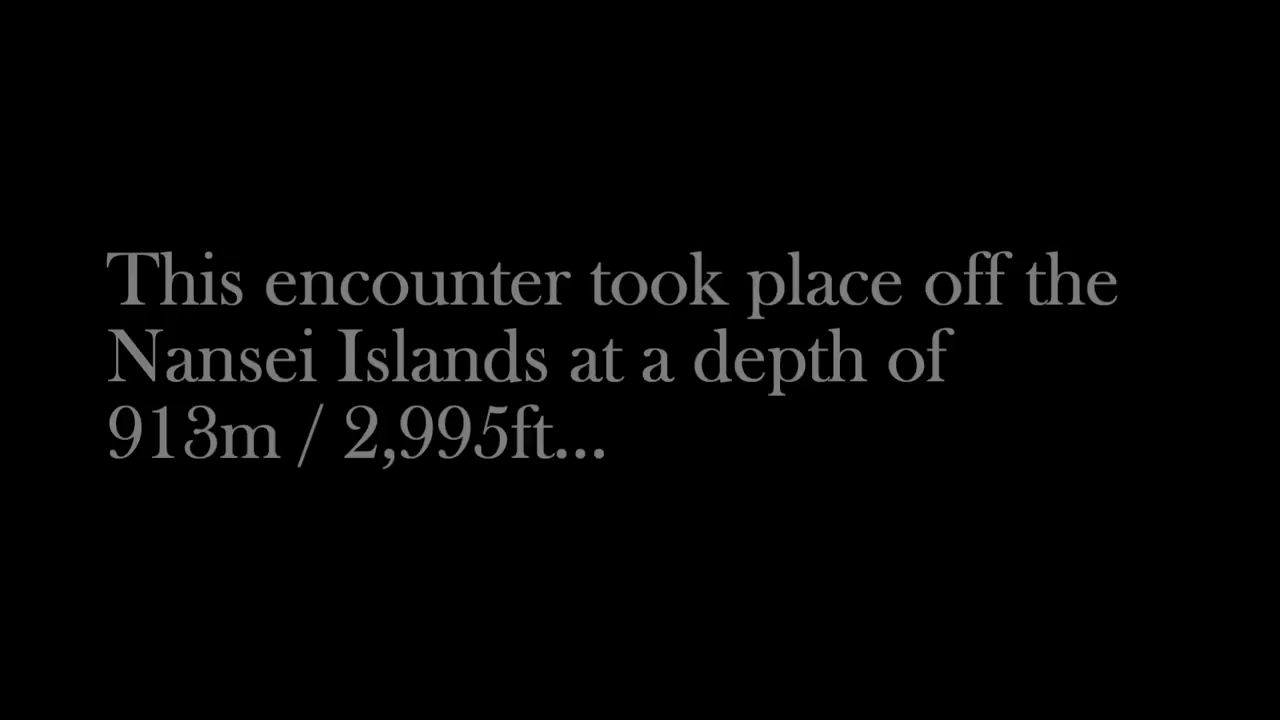 This encounter took place off the
Nansei Islands at a depth of
913m / 2,995ft...